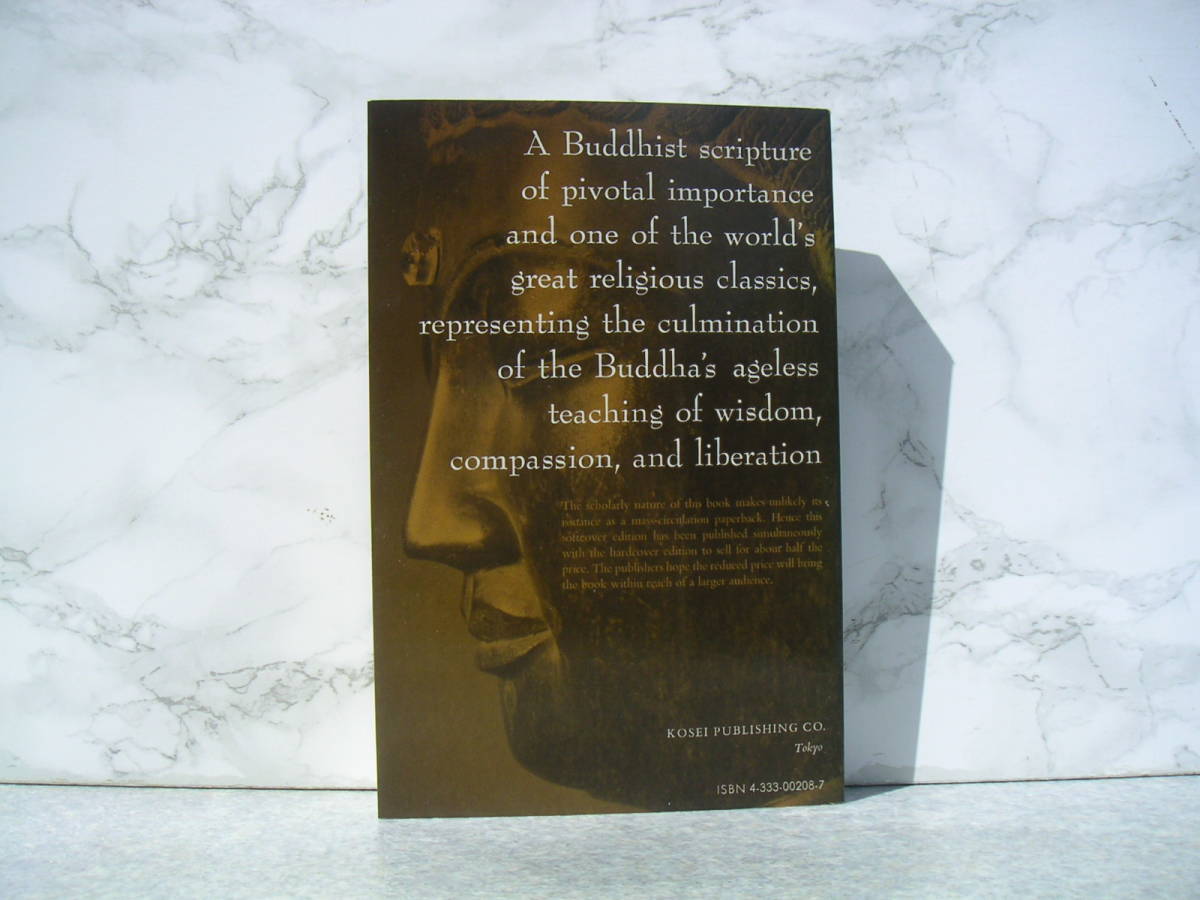 A Buddhist scripture
of pivotal importance
and one of the world's
great religious classics,
representing the culmination
of the Buddha's ageless
teaching of wisdom,
compassion, and liberation
The scholarly nature of this book makes unlikely its
issuance as a mass-circulation paperback. Hence this
softcover edition has been published simultaneously
with the hardcover edition to sell for about half the
price. The publishers hope the reduced price will bring
the book within reach of a larger audience.
KOSEI PUBLISHING CO.
Tokyo
ISBN 4-333-00208-7